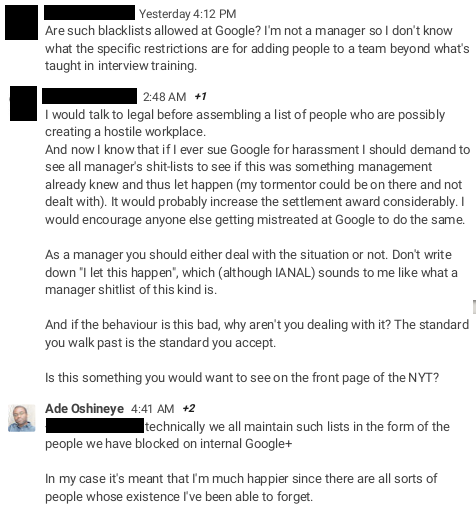 Yesterday 4:12 PM
Are such blacklists allowed at Google? I'm not a manager so I don't know
what the specific restrictions are for adding people to a team beyond what's
taught in interview training.
2:48 AM +1
I would talk to legal before assembling a list of people who are possibly
creating a hostile workplace.
And now I know that if I ever sue Google for harassment I should demand to
see all manager's shit-lists to see if this was something management
already knew and thus let happen (my tormentor could be on there and not
dealt with). It would probably increase the settlement award considerably. I
would encourage anyone else getting mistreated at Google to do the same.
As a manager you should either deal with the situation or not. Don't write
down "I let this happen", which (although IANAL) sounds to me like what a
manager shitlist of this kind is.
And if the behaviour is this bad, why aren't you dealing with it? The standard
you walk past is the standard you accept.
Is this something you would want to see on the front page of the NYT?
Ade Oshineye 4:41 AM +2
technically we all maintain such lists in the form of the
people we have blocked on internal Google+
In my case it's meant that I'm much happier since there are all sorts of
people whose existence I've been able to forget.